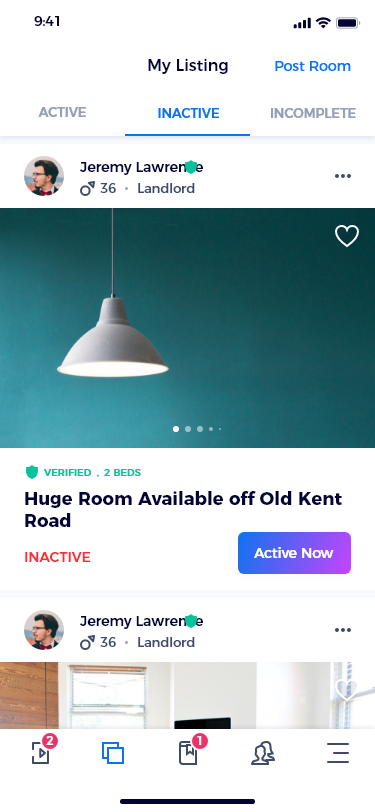 9:41
My Listing
Post Room
ACTIVE
INACTIVE
INCOMPLETE
Jeremy Lawrence
36 • Landlord
VERIFIED . 2 BEDS
Huge Room Available off Old Kent
Road
INACTIVE
Active Now
Jeremy Lawrence
36 • Landlord
2
1